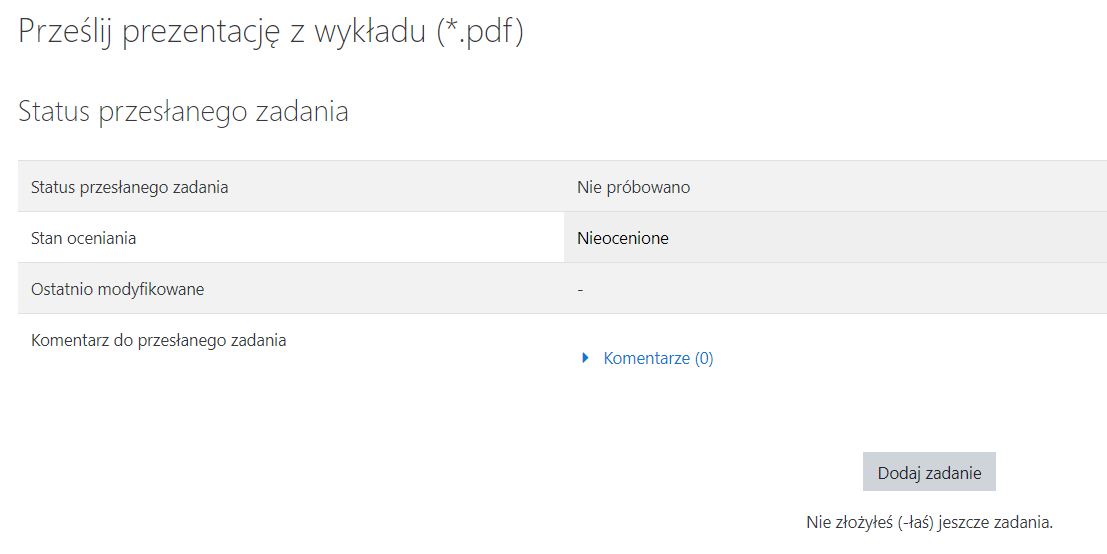 Prześlij prezentację z wykładu (*.pdf)
Status przesłanego zadania
Status przesłanego zadania Nie próbowano
Stan oceniania Nieocenione
Ostatnio modyfikowane -
Komentarz do przesłanego zadania
Komentarze (0)
Dodaj zadanie
Nie złożyłeś (-łaś) jeszcze zadania.